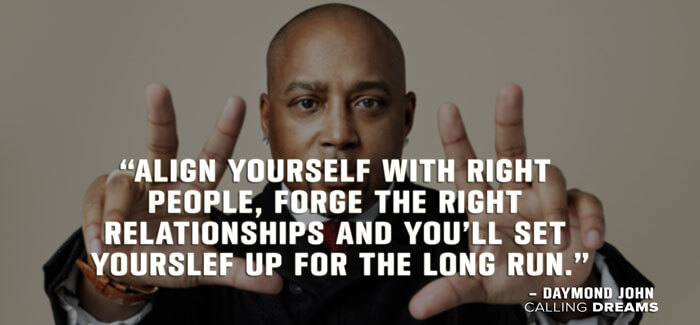 “ALIGN YOURSELF WITH RIGHT
PEOPLE, FORGE THE RIGHT
RELATIONSHIPS AND YOU’LL SET
YOURSLEF UP FOR THE LONG RUN.”
– DAYMOND JOHN
CALLING DREAMS